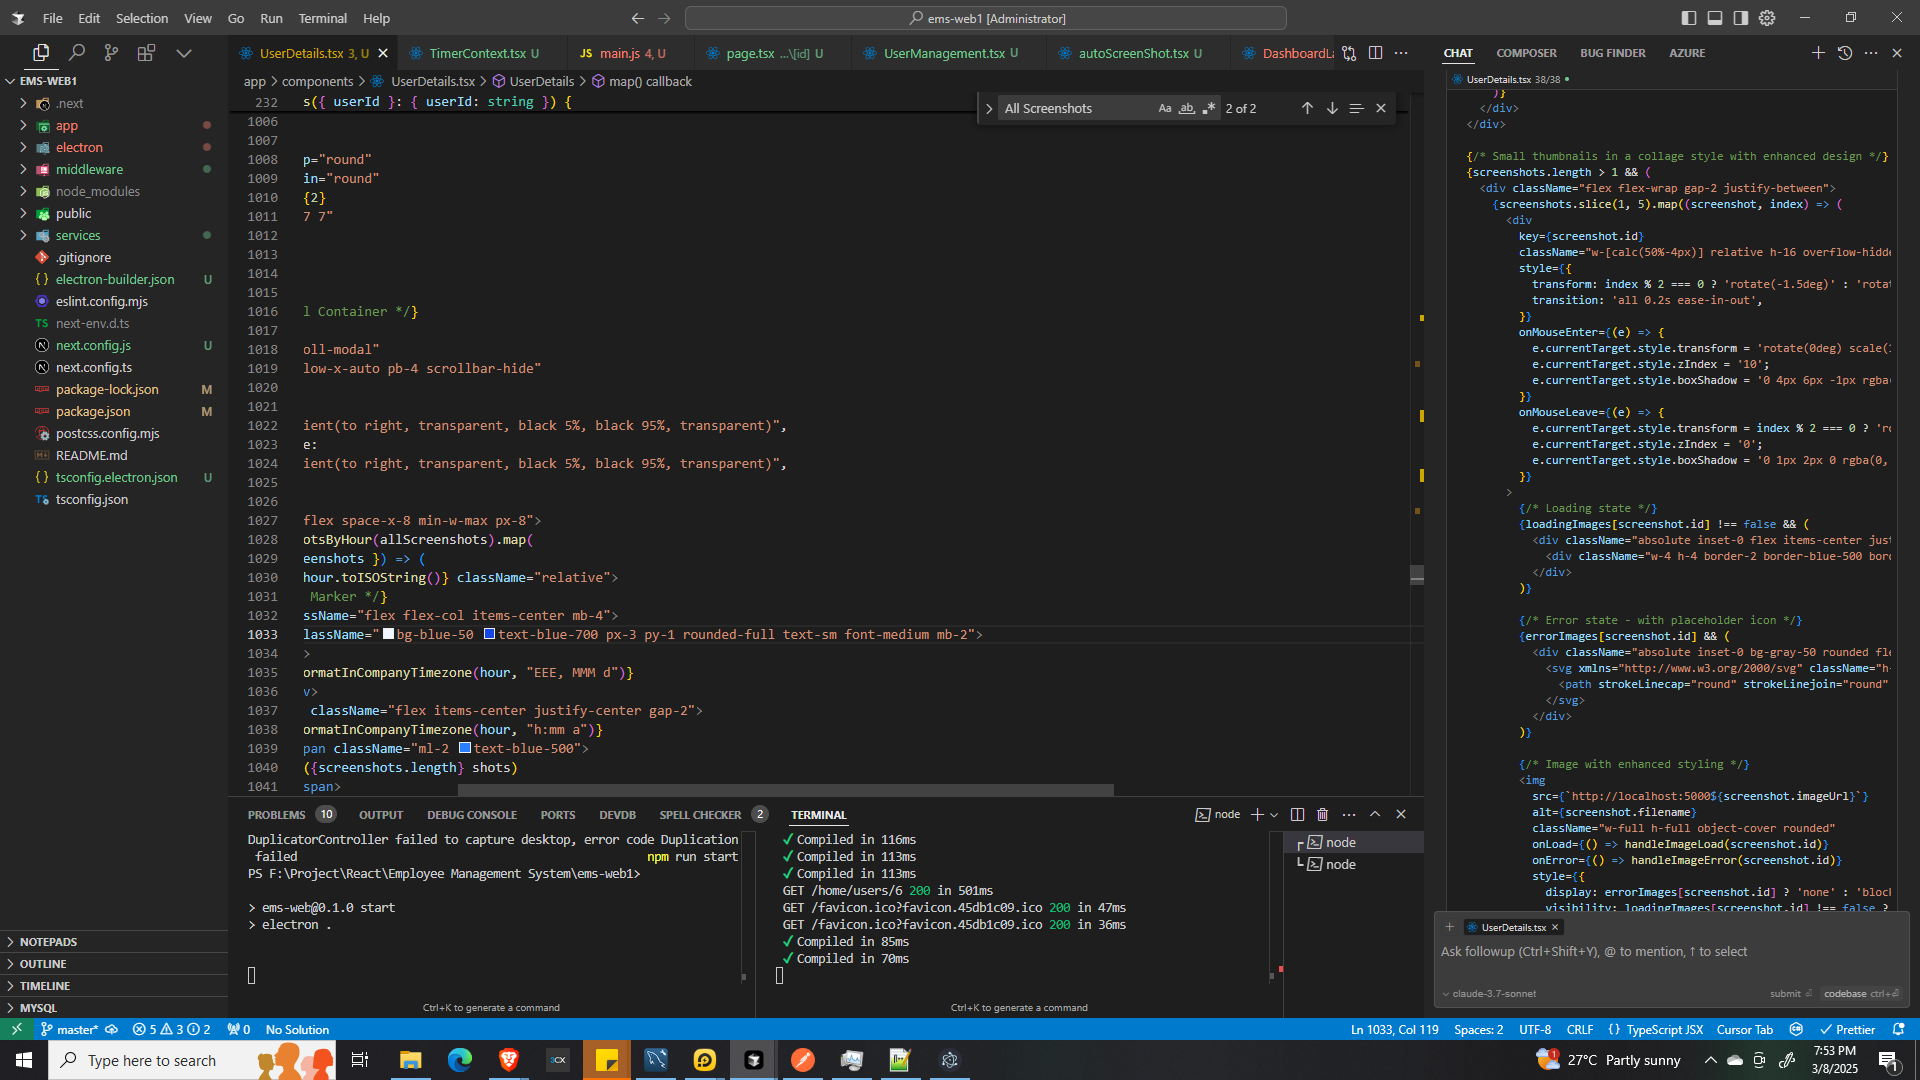 File Edit Selection View Go Run Terminal Help
ems-web1 [Administrator]
EMS-WEB1
.next
app
electron
middleware
node_modules
public
services
.gitignore
electron-builder.json U
eslint.config.mjs
next-env.d.ts
next.config.js U
next.config.ts
package-lock.json M
package.json M
postcss.config.mjs
README.md
tsconfig.electron.json U
tsconfig.json
NOTEPADS
OUTLINE
TIMELINE
MYSQL
UserDetails.tsx 3, U TimerContext.tsx U main.js 4, U page.tsx ...\[id] U UserManagement.tsx U autoScreenShot.tsx U DashboardLa
app > components > UserDetails.tsx > UserDetails > map() callback
All Screenshots Aa ab 2 of 2
232 s({ userId }: { userId: string }) {
1006
1007
1008 p="round"
1009 in="round"
1010 {2}
1011 7 7"
1012
1013
1014
1015
1016 l Container */}
1017
1018 oll-modal"
1019 low-x-auto pb-4 scrollbar-hide"
1020
1021
1022 ient(to right, transparent, black 5%, black 95%, transparent)",
1023 e:
1024 ient(to right, transparent, black 5%, black 95%, transparent)",
1025
1026
1027 flex space-x-8 min-w-max px-8">
1028 otsByHour(allScreenshots).map(
1029 eenshots }) => (
1030 hour.toISOString()} className="relative">
1031 Marker */}
1032 ssName="flex flex-col items-center mb-4">
1033 lassName="bg-blue-50 text-blue-700 px-3 py-1 rounded-full text-sm font-medium mb-2">
1034 >
1035 ormatInCompanyTimezone(hour, "EEE, MMM d")}
1036 v>
1037 className="flex items-center justify-center gap-2">
1038 ormatInCompanyTimezone(hour, "h:mm a")}
1039 pan className="ml-2 text-blue-500">
1040 ({screenshots.length} shots)
1041 span>
PROBLEMS 10 OUTPUT DEBUG CONSOLE PORTS DEVDB SPELL CHECKER 2 TERMINAL
node
DuplicatorController failed to capture desktop, error code Duplication
failed npm run start
PS F:\Project\React\Employee Management System\ems-web1>
> ems-web@0.1.0 start
> electron .
Ctrl+K to generate a command
✓ Compiled in 116ms
✓ Compiled in 113ms
✓ Compiled in 113ms
GET /home/users/6 200 in 501ms
GET /favicon.ico?favicon.45db1c09.ico 200 in 47ms
GET /favicon.ico?favicon.45db1c09.ico 200 in 36ms
✓ Compiled in 85ms
✓ Compiled in 70ms
Ctrl+K to generate a command
node
node
CHAT COMPOSER BUG FINDER AZURE
UserDetails.tsx 38/38
)}
</div>
</div>
{/* Small thumbnails in a collage style with enhanced design */}
{screenshots.length > 1 && (
<div className="flex flex-wrap gap-2 justify-between">
{screenshots.slice(1, 5).map((screenshot, index) => (
<div
key={screenshot.id}
className="w-[calc(50%-4px)] relative h-16 overflow-hidde
style={{
transform: index % 2 === 0 ? 'rotate(-1.5deg)' : 'rotat
transition: 'all 0.2s ease-in-out',
}}
onMouseEnter={(e) => {
e.currentTarget.style.transform = 'rotate(0deg) scale(1
e.currentTarget.style.zIndex = '10';
e.currentTarget.style.boxShadow = '0 4px 6px -1px rgba(
}}
onMouseLeave={(e) => {
e.currentTarget.style.transform = index % 2 === 0 ? 'ro
e.currentTarget.style.zIndex = '0';
e.currentTarget.style.boxShadow = '0 1px 2px 0 rgba(0,
}}
>
{/* Loading state */}
{loadingImages[screenshot.id] !== false && (
<div className="absolute inset-0 flex items-center just
<div className="w-4 h-4 border-2 border-blue-500 bord
</div>
)}
{/* Error state - with placeholder icon */}
{errorImages[screenshot.id] && (
<div className="absolute inset-0 bg-gray-50 rounded fle
<svg xmlns="http://www.w3.org/2000/svg" className="h-
<path strokeLinecap="round" strokeLinejoin="round"
</svg>
</div>
)}
{/* Image with enhanced styling */}
<img
src={`http://localhost:5000${screenshot.imageUrl}`}
alt={screenshot.filename}
className="w-full h-full object-cover rounded"
onLoad={() => handleImageLoad(screenshot.id)}
onError={() => handleImageError(screenshot.id)}
style={{
display: errorImages[screenshot.id] ? 'none' : 'block
visibility: loadingImages[screenshot.id] !== false ?
UserDetails.tsx
Ask followup (Ctrl+Shift+Y), @ to mention, ↑ to select
claude-3.7-sonnet submit codebase ctrl+
master* 5 3 2 0 No Solution Ln 1033, Col 119 Spaces: 2 UTF-8 CRLF {} TypeScript JSX Cursor Tab Prettier
Type here to search 27°C Partly sunny 7:53 PM
3/8/2025
1